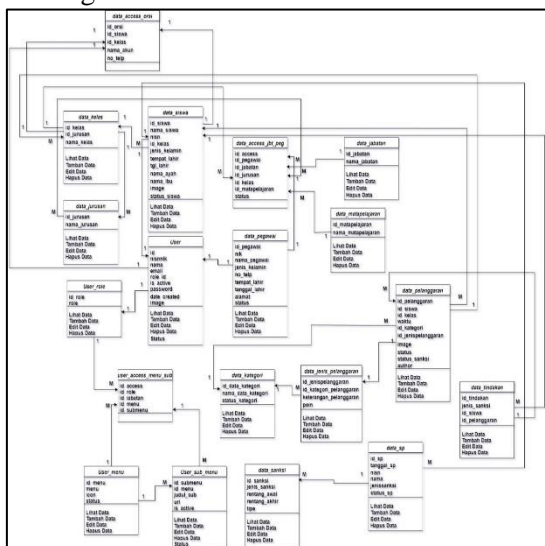 data_access_ortu
id_ortu
id_siswa
id_kelas
nama_akun
no_telp
data_kelas
id_kelas
id_jurusan
nama_kelas
Lihat Data
Tambah Data
Edit Data
Hapus Data
data_siswa
id_siswa
nama_siswa
nisn
id_kelas
jenis_kelamin
tempat_lahir
tgl_lahir
nama_ayah
nama_ibu
image
status_siswa
Lihat Data
Tambah Data
Edit Data
Hapus Data
data_access_jbt_peg
id_access
id_pegawai
id_jabatan
id_jurusan
id_kelas
id_matapelajaran
status
data_jabatan
id_jabatan
nama_jabatan
Lihat Data
Tambah Data
Edit Data
Hapus Data
data_jurusan
id_jurusan
nama_jurusan
Lihat Data
Tambah Data
Edit Data
Hapus Data
data_matapelajaran
id_matapelajaran
nama_matapelajaran
Lihat Data
Tambah Data
Edit Data
Hapus Data
User
id
nama
email
role_id
is_active
password
date_created
image
Lihat Data
Tambah Data
Edit Data
Hapus Data
Status
data_pegawai
id_pegawai
nik
nama_pegawai
jenis_kelamin
no_telp
tempat_lahir
tanggal_lahir
alamat
status
Lihat Data
Tambah Data
Edit Data
Hapus Data
User_role
id_role
role
Lihat Data
Tambah Data
Edit Data
Hapus Data
data_pelanggaran
id_pelanggaran
id_siswa
id_kelas
waktu
id_kategori
id_jenispelanggaran
image
status
status_sanksi
author
Lihat Data
Tambah Data
Edit Data
Hapus Data
user_access_menu_sub
id_access
id_role
id_jabatan
id_menu
id_submenu
data_kategori
id_data_kategori
nama_data_kategori
status_kategori
Lihat Data
Tambah Data
Edit Data
Hapus Data
data_jenis_pelanggaran
id_jenispelanggaran
id_kategori_pelanggaran
keterangan_pelanggaran
poin
Lihat Data
Tambah Data
Edit Data
Hapus Data
data_tindakan
id_tindakan
jenis_sanksi
id_siswa
id_pelanggaran
Lihat Data
Tambah Data
Edit Data
Hapus Data
User_menu
id_menu
menu
icon
status
Lihat Data
Tambah Data
Edit Data
Hapus Data
User_sub_menu
id_submenu
id_menu
judul_sub
url
is_active
Lihat Data
Tambah Data
Edit Data
Hapus Data
Status
data_sanksi
id_sanksi
jenis_sanksi
rentang_awal
rentang_akhir
tipe
Lihat Data
Tambah Data
Edit Data
Hapus Data
data_sp
id_sp
tanggal_sp
nisn
nama
jenissanksi
status_sp
Lihat Data
Tambah Data
Edit Data
Hapus Data